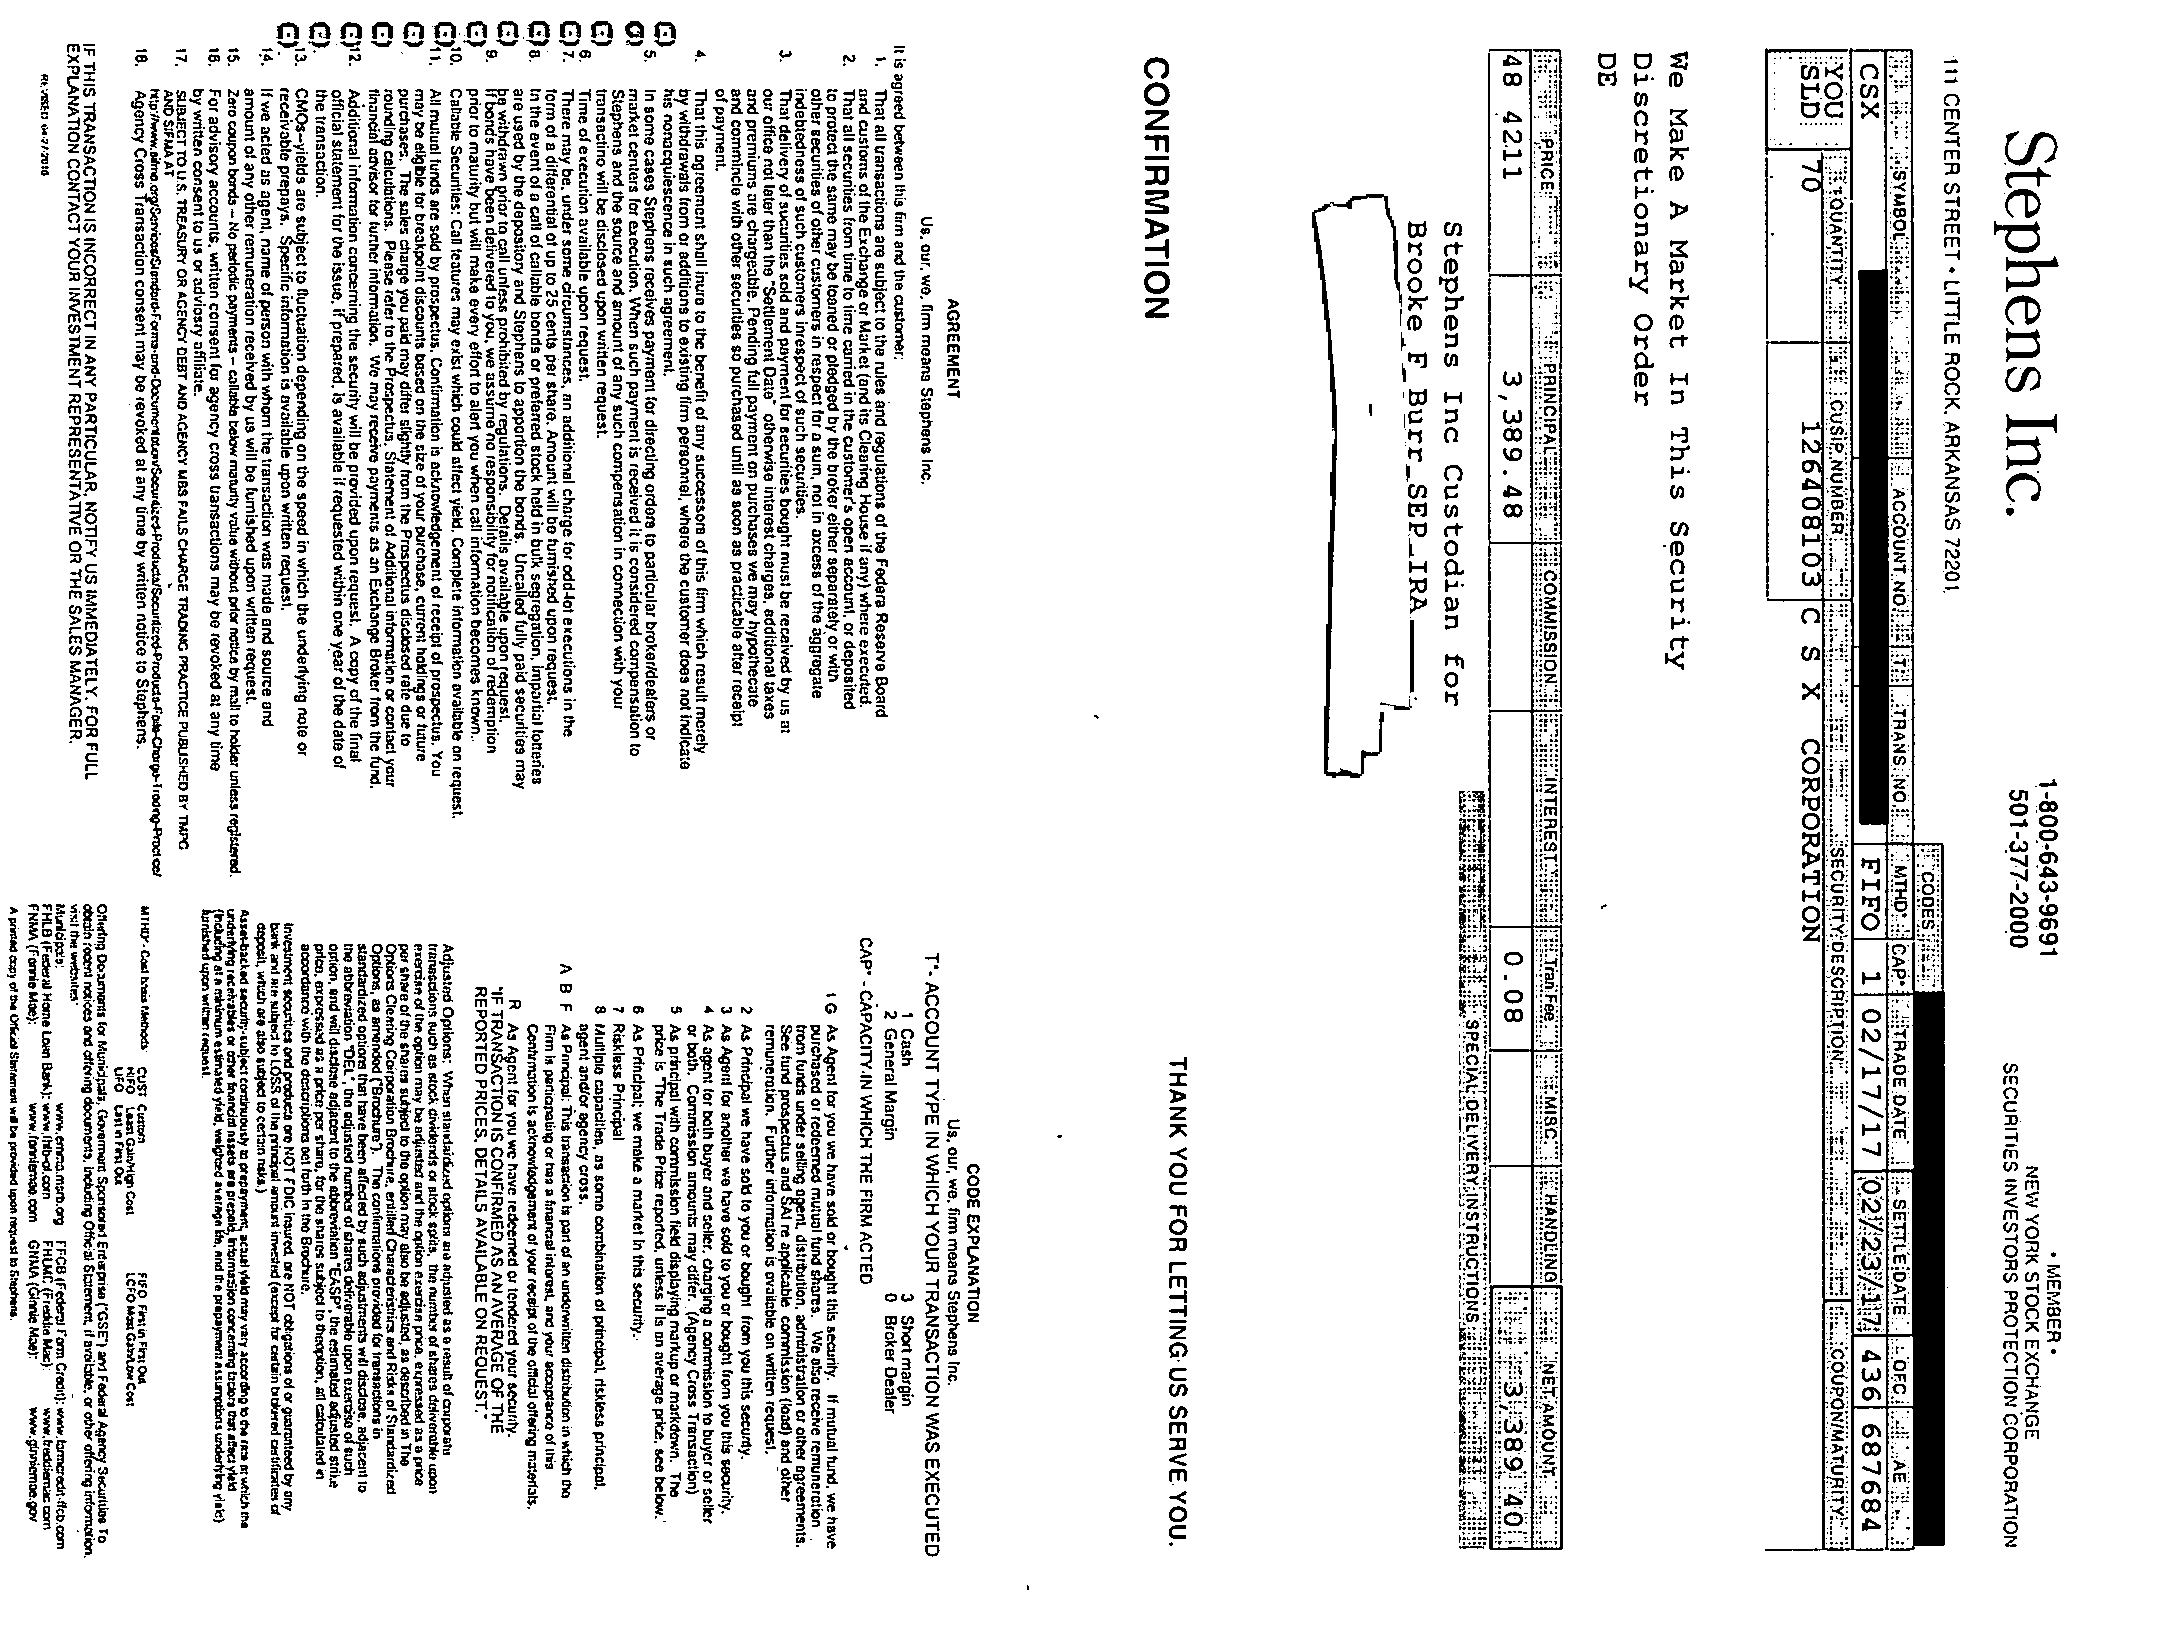 Stephens Inc.
1-800-643-9691
501-377-2000
• MEMBER •
NEW YORK STOCK EXCHANGE
SECURITIES INVESTORS PROTECTION CORPORATION
111 CENTER STREET • LITTLE ROCK, ARKANSAS 72201
CODES
SYMBOL ACCOUNT NO. T* TRANS NO. MTHD* CAP* TRADE DATE SETTLE DATE OFC. AE
CSX FIFO 1 02/17/17 02/23/17 436 687684
YOU SLD QUANTITY CUSIP NUMBER SECURITY DESCRIPTION COUPON/MATURITY
70 126408103 C S X CORPORATION
We Make A Market In This Security
Discretionary Order
DE
PRICE PRINCIPAL COMMISSION INTEREST Tran Fee MISC HANDLING NET AMOUNT
48 4211 3,389.48 0.08 3,389 40
SPECIAL DELIVERY INSTRUCTIONS
Stephens Inc Custodian for
Brooke F Burr SEP IRA
CONFIRMATION
THANK YOU FOR LETTING US SERVE YOU.
AGREEMENT
Us, our, we, firm means Stephens Inc.
It is agreed between this firm and the customer:
1. That all transactions are subject to the rules and regulations of the Federa Reserve Board
and customs of the Exchange or Market (and its Clearing House if any) where executed.
2. That all securities from time to time carried in the customer's open account, or deposited
to protect the same may be loaned or pledged by the broker either separately or with
other securities of other customers in respect for a sum, not in axcess of the aggregate
indebtedness of such customers inrespect of such securities.
3. That delivery of securities sold and payment for securities bought must be received by us at
our office not later than the "Settlement Date" otherwise interest charges, additional taxes
and premiums are chargeable. Pending full payment on purchases we may hypothecate
and commincle with other securities so purchased until as soon as practicable after receipt
of payment.
4. That this agreement shall inure to the benefit of any successors of this firm which result merely
by withdrawals from or additions to existing firm personnel, where the customer does not indicate
his nonacquiescence in such agreement.
5. In some cases Stephens receives payment for directing orders to particular broker/dealers or
market centers for execution. When such payment is received it is considered compensation to
Stephens and the source and amount of any such compensation in connection with your
transactino will be disclosed upon written request.
6. Time of execution available upon request.
7. There may be, under some circumstances, an additional charge for odd-lot executions in the
form of a differential of up to 25 cents per share. Amount will be furnished upon request.
8. In the event of a call of callable bonds or preferred stock held in bulk segregation, impartial lotteries
are used by the depository and Stephens to apportion the bonds. Uncalled fully paid securities may
be withdrawn prior to call unless prohibited by regulations. Details available upon request.
9. If bonds have been delivered to you, we assume no responsibility for notification of redemption
prior to maturity but will make every effort to alert you when call information becomes known.
10. Callable Securities: Call features may exist which could affect yield. Complete information available on request.
11. All mutual funds are sold by prospectus. Confirmation is acknowledgement of receipt of prospectus. You
may be eligible for breakpoint discounts based on the size of your purchase, current holdings or future
purchases. The sales charge you paid may differ slightly from the Prospectus disclosed rate due to
rounding calculations. Please refer to the Prospectus, Statement of Additional information or contact your
financial advisor for further information. We may receive payments as an Exchange Broker from the fund.
12. Additional information concerning the security will be provided upon request. A copy of the final
official statement for the issue, if prepared, is available if requested within one year of the date of
the transaction.
13. CMOs--yields are subject to fluctuation depending on the speed in which the underlying note or
receivable prepays. Specific information is available upon written request.
14. If we acted as agent, name of person with whom the transaction was made and source and
amount of any other remuneration received by us will be furnished upon written request.
15. Zero coupon bonds -- No periodic payments -- callable below maturity value without prior notice by mail to holder unless registered.
16. For advisory accounts, written consent for agency cross transactions may be revoked at any time
by written consent to us or advisory affiliate.
17. SUBJECT TO U.S. TREASURY OR AGENCY DEBT AND AGENCY MBS FAILS CHARGE TRADING PRACTICE PUBLISHED BY TMPG
AND SIFMA AT
18. Agency Cross Transaction consent may be revoked at any time by written notice to Stephens.
IF THIS TRANSACTION IS INCORRECT IN ANY PARTICULAR, NOTIFY US IMMEDIATELY. FOR FULL
EXPLANATION CONTACT YOUR INVESTMENT REPRESENTATIVE OR THE SALES MANAGER.
REVISED 04-27/2016
CODE EXPLANATION
Us, our, we, firm means Stephens Inc.
T* - ACCOUNT TYPE IN WHICH YOUR TRANSACTION WAS EXECUTED
1 Cash 3 Short margin
2 General Margin 0 Broker Dealer
CAP* - CAPACITY IN WHICH THE FIRM ACTED
1 G As Agent for you we have sold or bought this security. If mutual fund, we have
purchased or redeemed mutual fund shares. We also receive remuneration
from funds under selling agent, distribution, administration or other agreements.
See fund prospectus and SAI re applicable commission (load) and other
remuneration. Further information is available on written request.
2 As Principal we have sold to you or bought from you this security.
3 As Agent for another we have sold to you or bought from you this security.
4 As agent for both buyer and seller, charging a commission to buyer or seller
or both. Commission amounts may differ. (Agency Cross Transaction)
5 As principal with commission field displaying markup or markdown. The
price is "The Trade Price reported, unless it is an average price, see below.'
6 As Principal; we make a market in this security.
7 Riskless Principal
8 Multiple capacities, as some combination of principal, riskless principal,
agent and/or agency cross.
A B F As Principal: This transaction is part of an underwritten distribution in which the
Firm is participating or has a financial interest, and your acceptance of this
Confirmation is acknowledgement of your receipt of the official offering materials.
R As Agent for you we have redeemed or tendered your security.
"IF TRANSACTION IS CONFIRMED AS AN AVERAGE OF THE
REPORTED PRICES, DETAILS AVAILABLE ON REQUEST."
Adjusted Options: When standardized options are adjusted as a result of corporate
transactions such as stock dividends or stock splits, the number of shares deliverable upon
exercise of the option may be adjusted and the option exercise price, expressed as a price
per share of the shares subject to the option may also be adjusted, as described in The
Options Clearing Corporation Brochure, entitled Characteristics and Risks of Standardized
Options, as amended ("Brochure"). The confirmations provided for transactions in
standardized options that have been affected by such adjustments will disclose, adjacent to
the abbreviation "DEL", the adjusted number of shares deliverable upon exercise of such
option, and will disclose adjacent to the abbreviation "EASP", the estimated adjusted strike
price, expressed as a price per share, for the shares subject to theoption, all calculated in
accordance with the descriptions set forth in the Brochure.
Investment securities and products are NOT FDIC insured, are NOT obligations of or guaranteed by any
bank and are subject to LOSS of the principal amount invested (except for certain brokered certificates of
deposit, which are also subject to certain risks.)
Asset-backed security-subject continuously to prepayment, actual yield may vary according to the rate at which the
underlying receivables or other financial assets are prepaid, information concerning factors that affect yield
(including at a minimum estimated yield, weighted average life, and the prepayment assumptions underlying yield)
furnished upon written request.
MTHD* - Cost basis Methods CUST Custom FIFO First in First Out
HIFO Least Gain/High Cost LCFO Most Gain/Low Cost
LIFO Last in First Out
Offering Documents for Municipals, Government Sponsored Enterprise ("GSE") and Federal Agency Securities To
obtain recent notices and offering documents, including Official Statement, if available, or other offering information,
visit the websites
Municipals: www.emma.msrb.org FFCB (Federal Farm Credit): www.farmcredit-ffcb.com
FHLB (Federal Home Loan Bank): www.fhlb-of.com FHLMC (Freddie Mac): www.freddiemac.com
FNMA (Fannie Mae): www.fanniemae.com GNMA (Ginnie Mae): www.ginniemae.gov
A printed copy of the Official Statement will be provided upon request to Stephens.